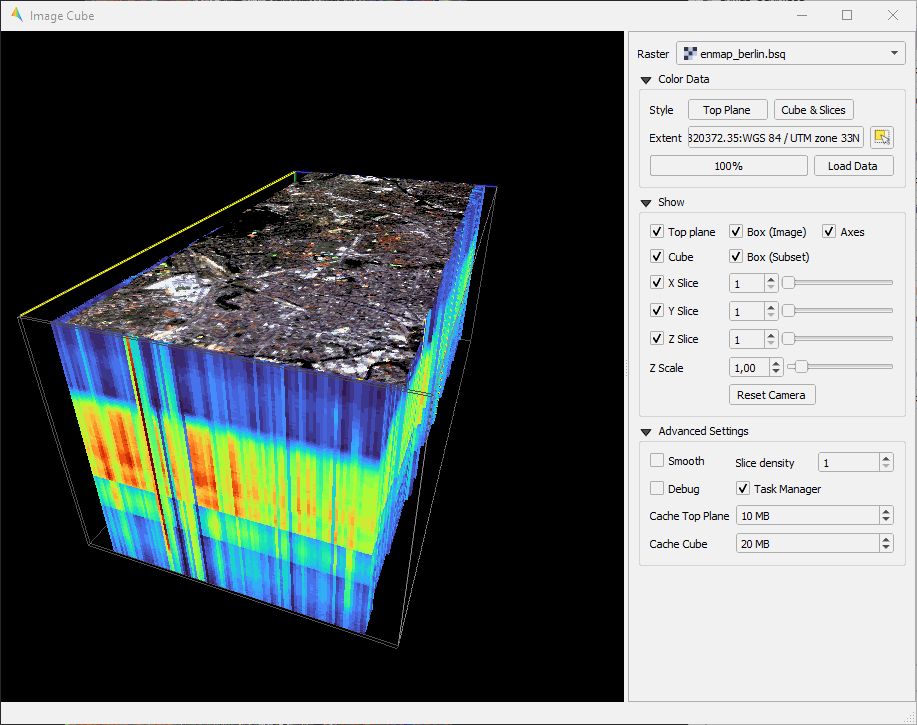 Image Cube
Raster enmap_berlin.bsq
Color Data
Style Top Plane Cube & Slices
Extent 320372.35:WGS 84 / UTM zone 33N
100% Load Data
Show
Top plane Box (Image) Axes
Cube Box (Subset)
X Slice 1
Y Slice 1
Z Slice 1
Z Scale 1,00
Reset Camera
Advanced Settings
Smooth Slice density 1
Debug Task Manager
Cache Top Plane 10 MB
Cache Cube 20 MB